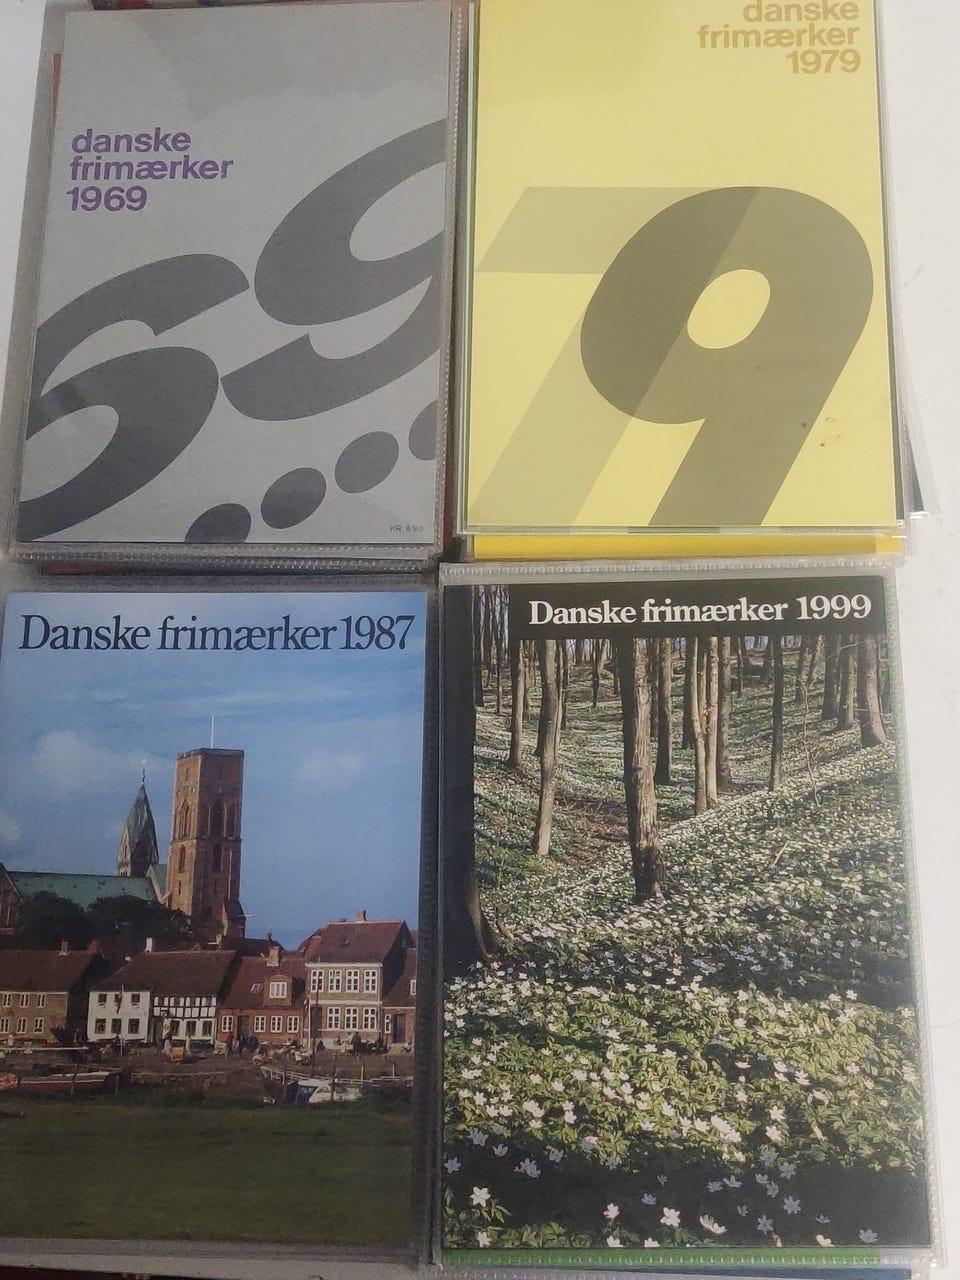 danske
frimærker
1969
69
KR. 8,90
danske
frimærker
1979
79
Danske frimærker 1987
Danske frimærker 1999